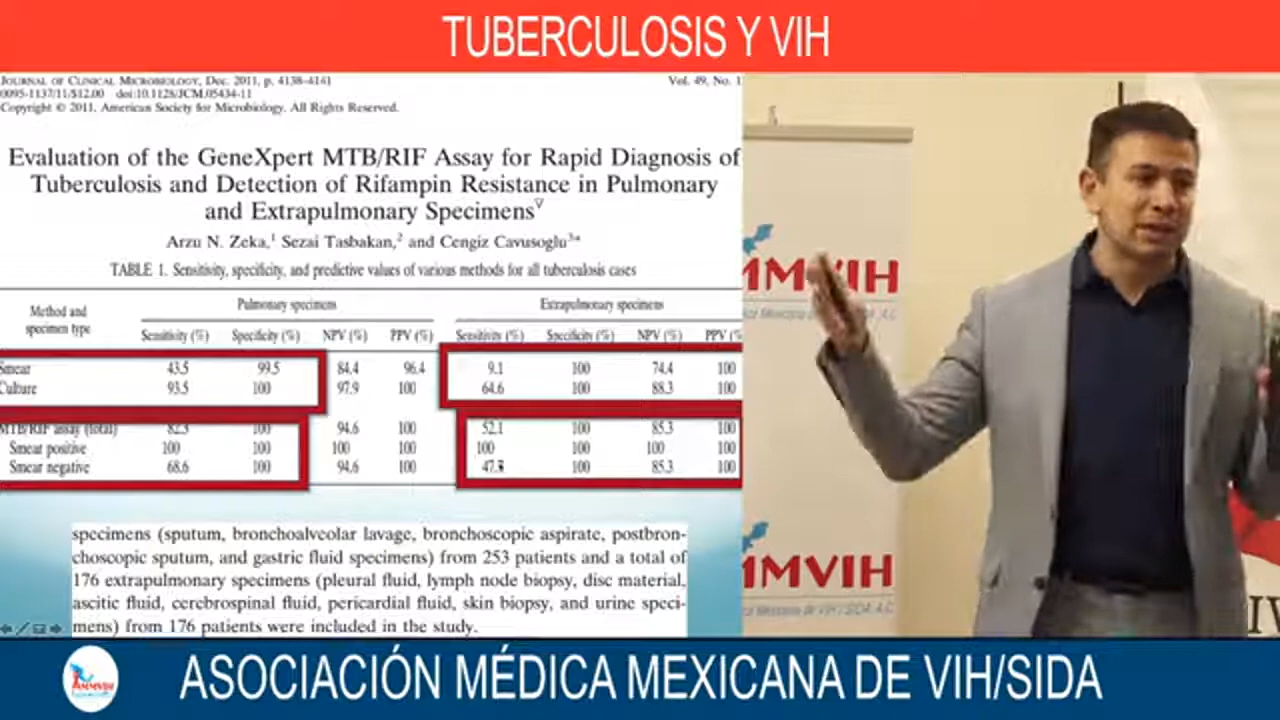 TUBERCULOSIS Y VIH
JOURNAL OF CLINICAL MICROBIOLOGY, Dec. 2011, p. 4138–4141
Vol. 49, No. 1
0095-1137/11/$12.00 doi:10.1128/JCM.05434-11
Copyright © 2011, American Society for Microbiology. All Rights Reserved.
Evaluation of the GeneXpert MTB/RIF Assay for Rapid Diagnosis of
Tuberculosis and Detection of Rifampin Resistance in Pulmonary
and Extrapulmonary Specimens▽
Arzu N. Zeka,1 Sezai Tasbakan,2 and Cengiz Cavusoglu3*
TABLE 1. Sensitivity, specificity, and predictive values of various methods for all tuberculosis cases
Method and specimen type
Pulmonary specimens Extrapulmonary specimens
Sensitivity (%) Specificity (%) NPV (%) PPV (%) Sensitivity (%) Specificity (%) NPV (%) PPV (%)
Smear 43.5 99.5 84.4 96.4 9.1 100 74.4 100
Culture 93.5 100 97.9 100 64.6 100 88.3 100
MTB/RIF assay (total) 82.3 100 94.6 100 52.1 100 85.3 100
Smear positive 100 100 100 100 100 100 100 100
Smear negative 68.6 100 94.6 100 47.3 100 85.3 100
specimens (sputum, bronchoalveolar lavage, bronchoscopic aspirate, postbron-
choscopic sputum, and gastric fluid specimens) from 253 patients and a total of
176 extrapulmonary specimens (pleural fluid, lymph node biopsy, disc material,
ascitic fluid, cerebrospinal fluid, pericardial fluid, skin biopsy, and urine speci-
mens) from 176 patients were included in the study.
MMVIH
MMVIH
AMMVIH
ASOCIACIÓN MÉDICA MEXICANA DE VIH/SIDA